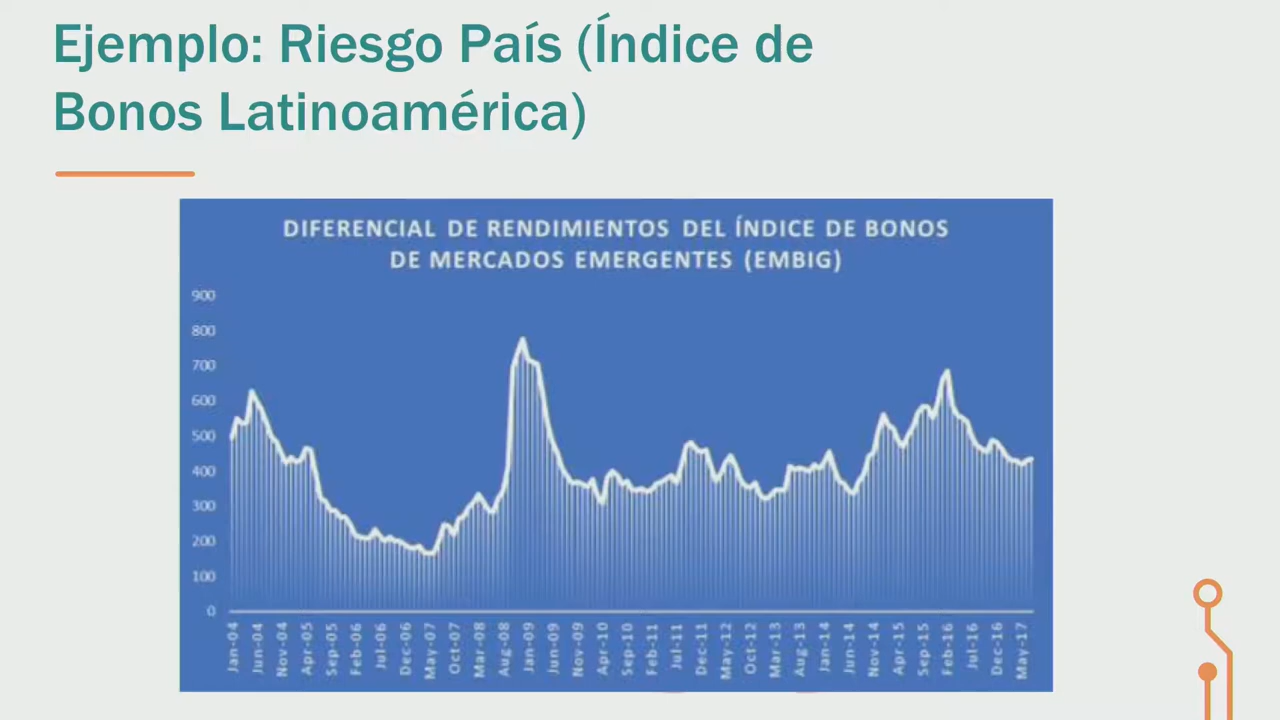 Ejemplo: Riesgo País (Índice de
Bonos Latinoamérica)
DIFERENCIAL DE RENDIMIENTOS DEL ÍNDICE DE BONOS
DE MERCADOS EMERGENTES (EMBIG)
900
800
700
600
500
400
300
200
100
0
Jan-04
Jun-04
Nov-04
Apr-05
Sep-05
Feb-06
Jul-06
Dec-06
May-07
Oct-07
Mar-08
Aug-08
Jan-09
Jun-09
Nov-09
Apr-10
Sep-10
Feb-11
Jul-11
Dec-11
May-12
Oct-12
Mar-13
Aug-13
Jan-14
Jun-14
Nov-14
Apr-15
Sep-15
Feb-16
Jul-16
Dec-16
May-17